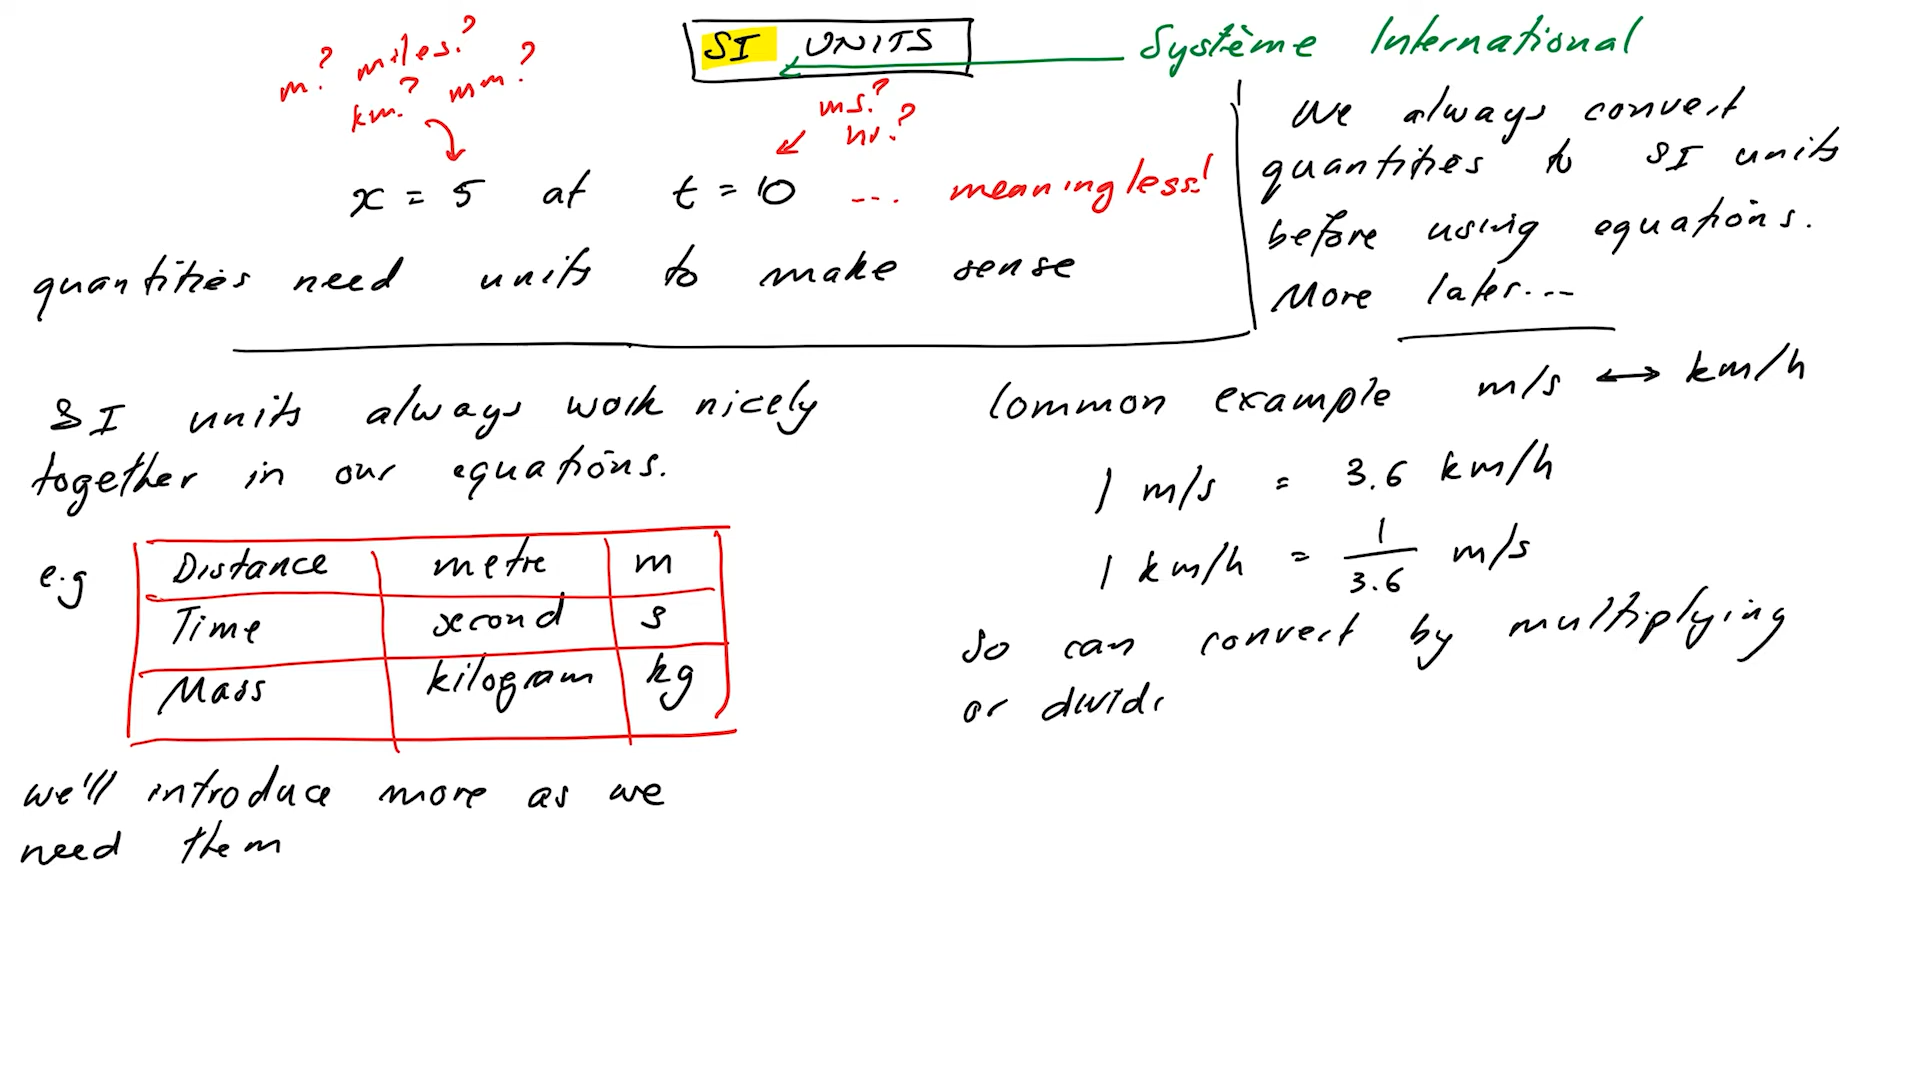 SI UNITS
Système International
m? miles?
km? mm?
ms?
hr?
x = 5 at t = 10 ... meaningless!
quantities need units to make sense
We always convert
quantities to SI units
before using equations.
More later...
SI units always work nicely
together in our equations.
e.g
Distance metre m
Time second s
Mass kilogram kg
we'll introduce more as we
need them
Common example m/s ↔ km/h
1 m/s = 3.6 km/h
1 km/h = 1/3.6 m/s
So can convert by multiplying
or divid